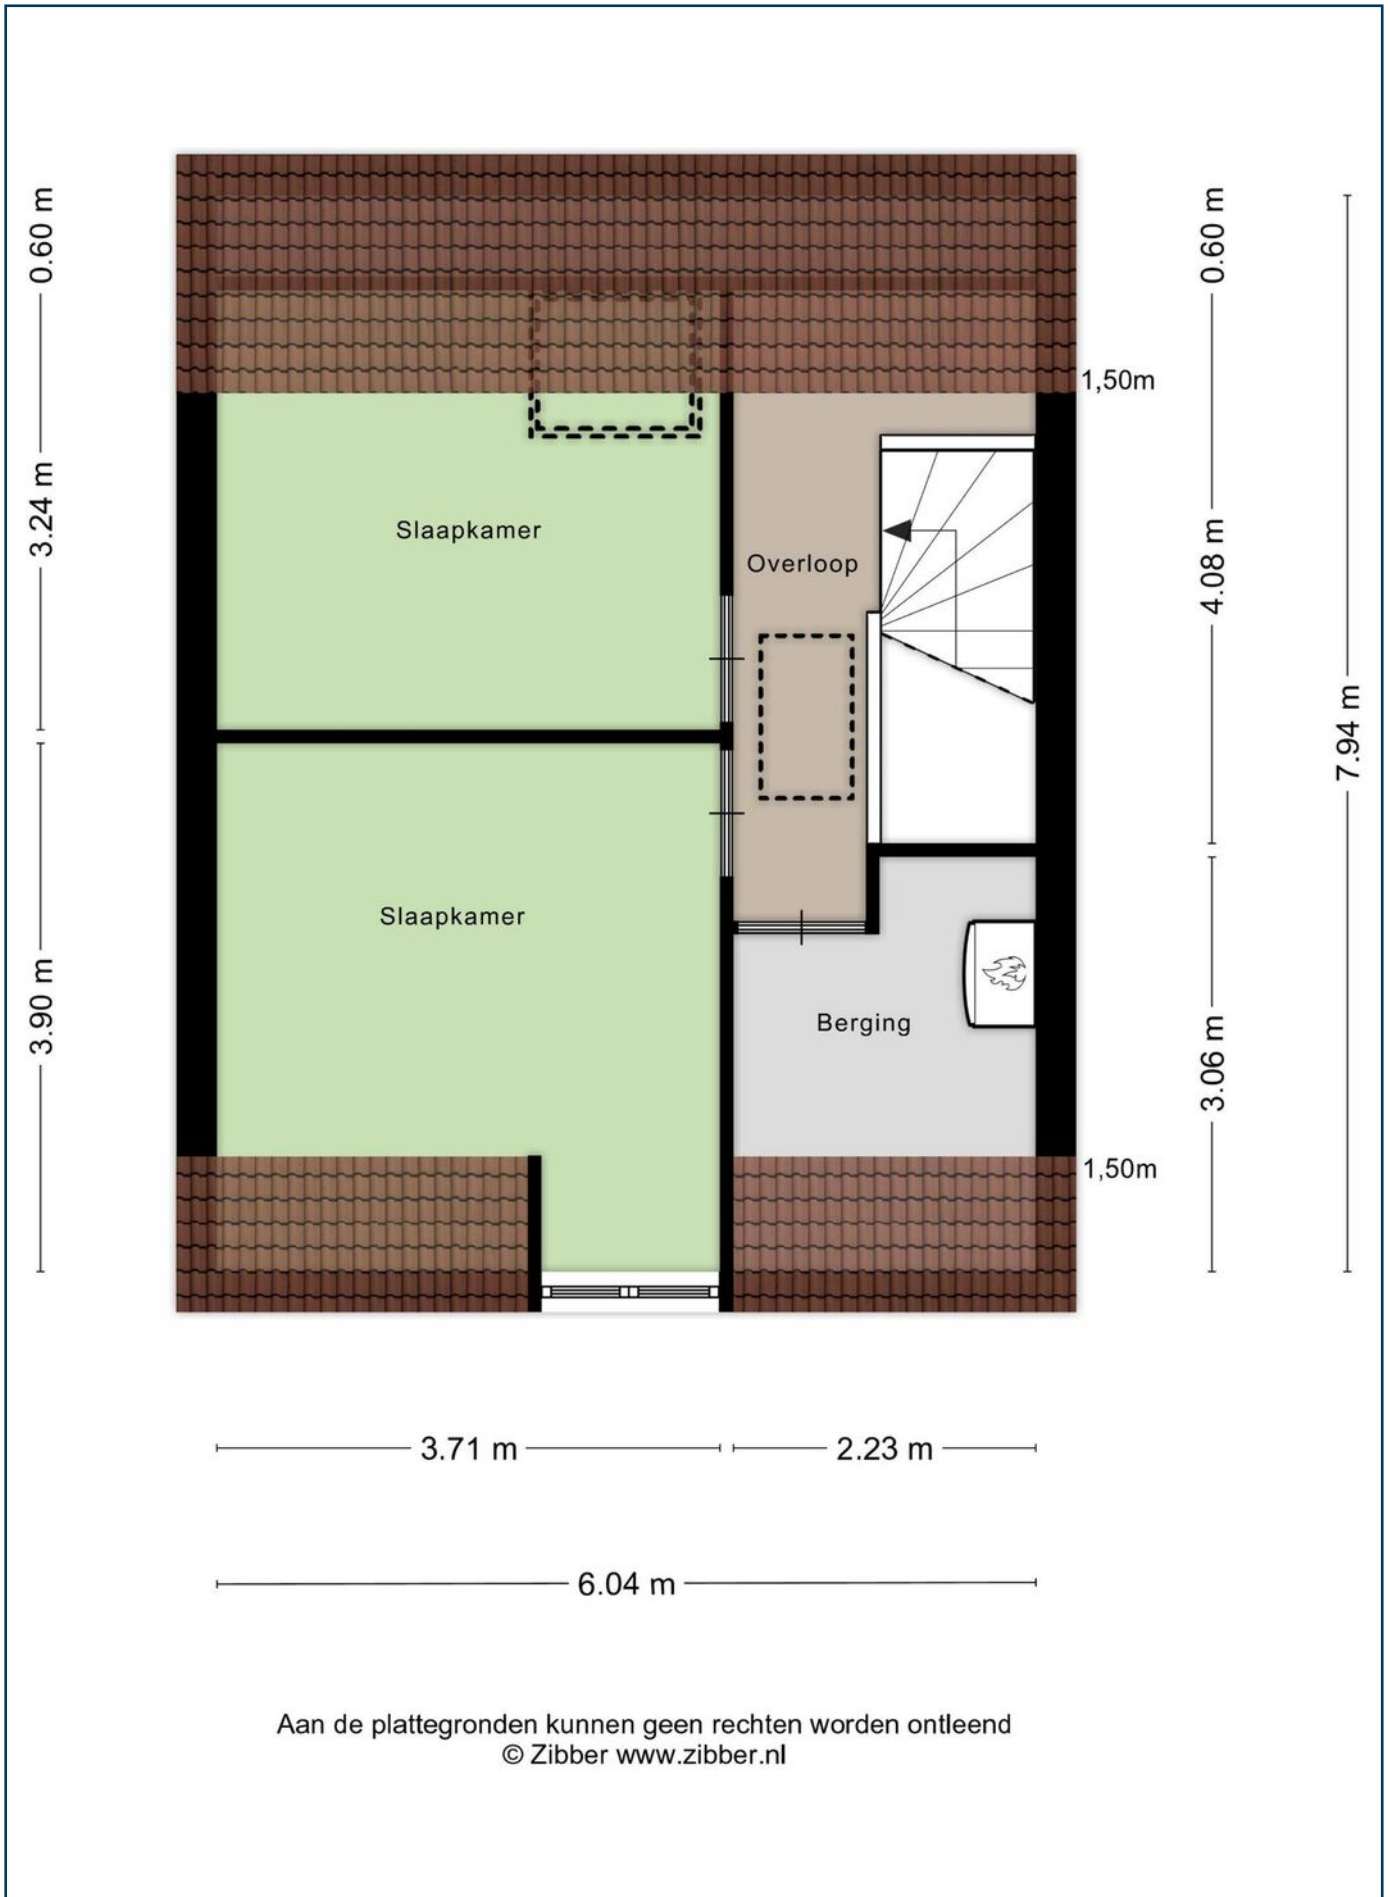 0.60 m
0.60 m
1,50m
3.24 m
Slaapkamer
Overloop
4.08 m
7.94 m
Slaapkamer
3.90 m
Berging
3.06 m
1,50m
3.71 m
2.23 m
6.04 m
Aan de plattegronden kunnen geen rechten worden ontleend
© Zibber www.zibber.nl